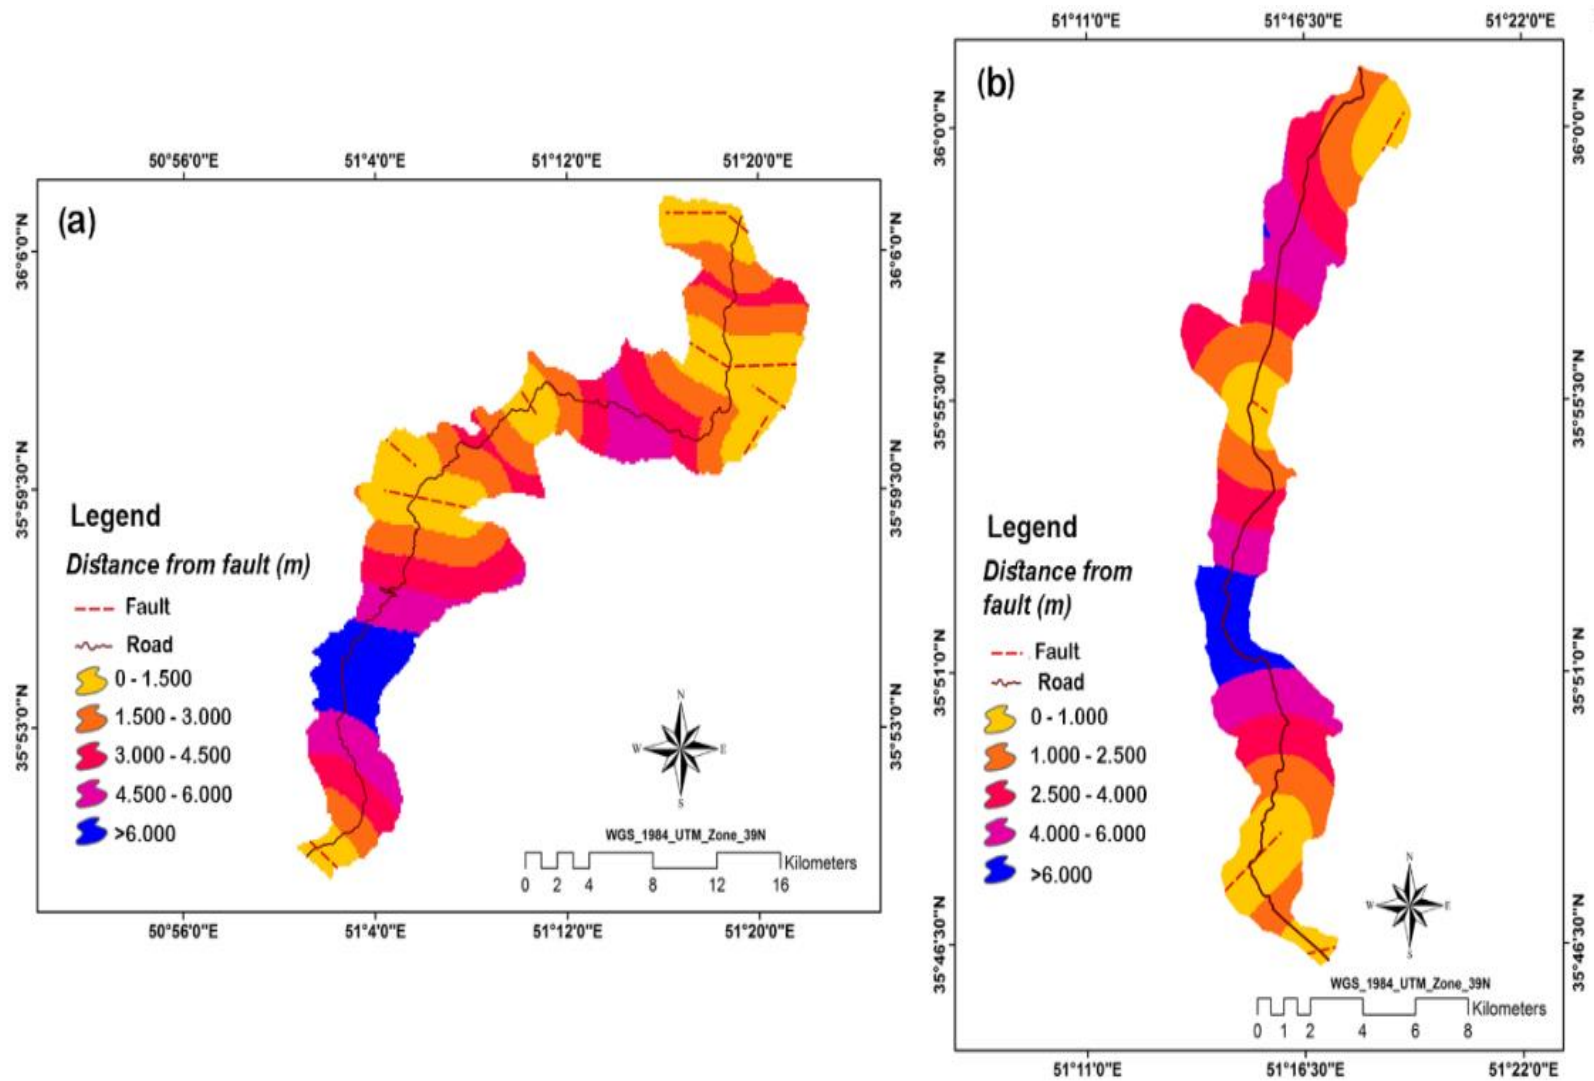 (a)
50°56'0"E 51°4'0"E 51°12'0"E 51°20'0"E
36°6'0"N
36°6'0"N
35°59'30"N
35°59'30"N
35°53'0"N
35°53'0"N
Legend
Distance from fault (m)
Fault
Road
0 - 1.500
1.500 - 3.000
3.000 - 4.500
4.500 - 6.000
>6.000
N
W E
S
WGS_1984_UTM_Zone_39N
Kilometers
0 2 4 8 12 16
50°56'0"E 51°4'0"E 51°12'0"E 51°20'0"E
(b)
51°11'0"E 51°16'30"E 51°22'0"E
36°0'0"N
36°0'0"N
35°55'30"N
35°55'30"N
35°51'0"N
35°51'0"N
35°46'30"N
35°46'30"N
Legend
Distance from
fault (m)
Fault
Road
0 - 1.000
1.000 - 2.500
2.500 - 4.000
4.000 - 6.000
>6.000
N
W E
S
WGS_1984_UTM_Zone_39N
Kilometers
0 1 2 4 6 8
51°11'0"E 51°16'30"E 51°22'0"E